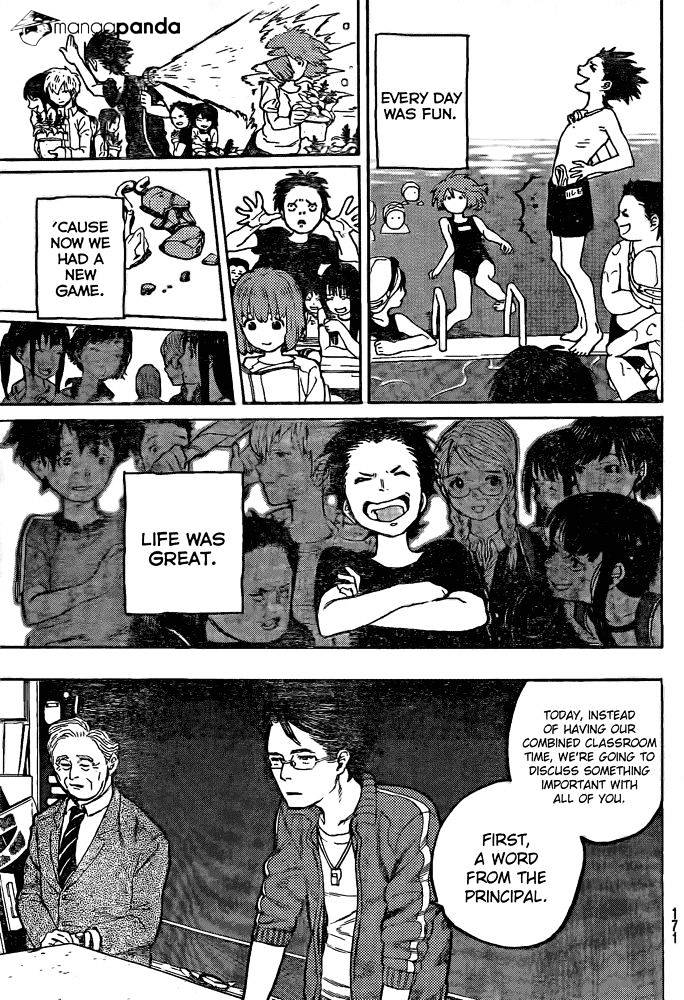 mangapanda
EVERY DAY
WAS FUN.
'CAUSE
NOW WE
HAD A
NEW
GAME.
LIFE WAS
GREAT.
TODAY, INSTEAD
OF HAVING OUR
COMBINED CLASSROOM
TIME, WE'RE GOING TO
DISCUSS SOMETHING
IMPORTANT WITH
ALL OF YOU.
FIRST,
A WORD
FROM THE
PRINCIPAL.
171